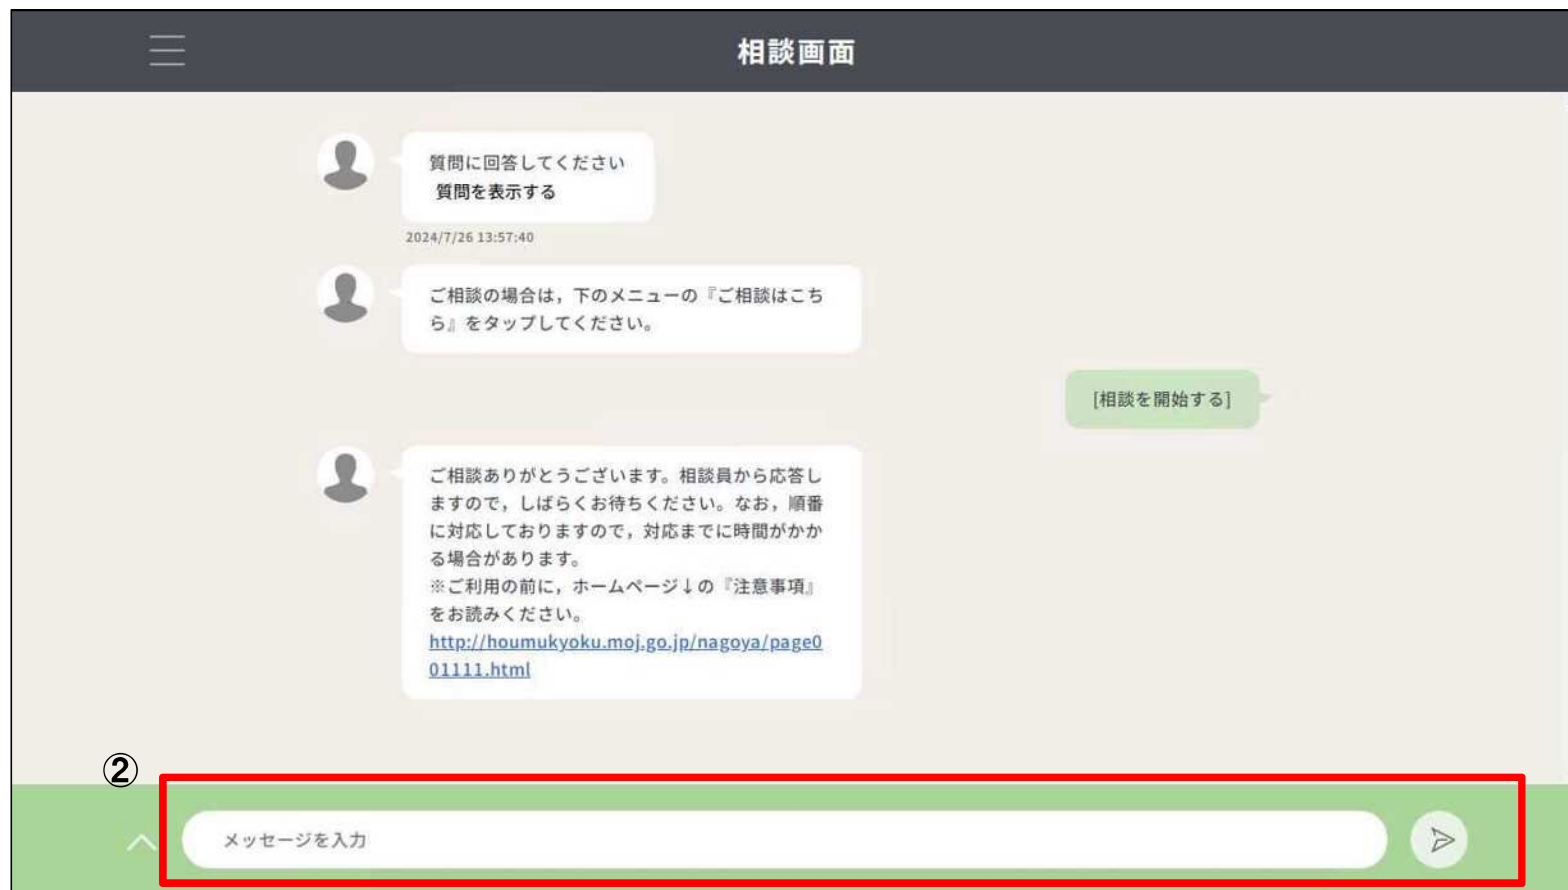 相談画面
質問に回答してください
質問を表示する
2024/7/26 13:57:40
ご相談の場合は，下のメニューの『ご相談はこち
ら』をタップしてください。
[相談を開始する]
ご相談ありがとうございます。相談員から応答し
ますので，しばらくお待ちください。なお，順番
に対応しておりますので，対応までに時間がかか
る場合があります。
※ご利用の前に，ホームページ↓の『注意事項』
をお読みください。
http://houmukyoku.moj.go.jp/nagoya/page0
01111.html
②
メッセージを入力